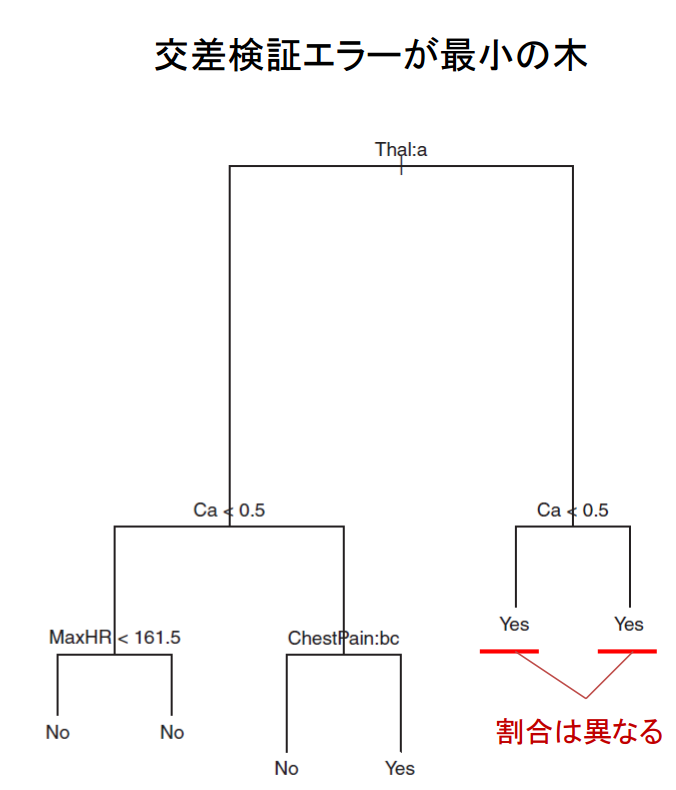 交差検証エラーが最小の木
Thal:a
Ca < 0.5
Ca < 0.5
MaxHR < 161.5
ChestPain:bc
Yes
Yes
No
No
No
Yes
割合は異なる